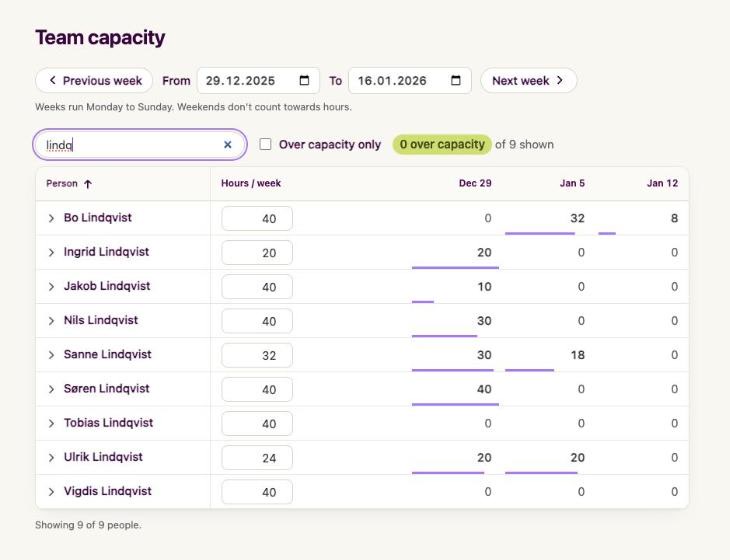 Team capacity
Previous week From 29.12.2025 To 16.01.2026 Next week
Weeks run Monday to Sunday. Weekends don't count towards hours.
lindq Over capacity only 0 over capacity of 9 shown
Person Hours / week Dec 29 Jan 5 Jan 12
Bo Lindqvist 40 0 32 8
Ingrid Lindqvist 20 20 0 0
Jakob Lindqvist 40 10 0 0
Nils Lindqvist 40 30 0 0
Sanne Lindqvist 32 30 18 0
Søren Lindqvist 40 40 0 0
Tobias Lindqvist 40 0 0 0
Ulrik Lindqvist 24 20 20 0
Vigdis Lindqvist 40 0 0 0
Showing 9 of 9 people.